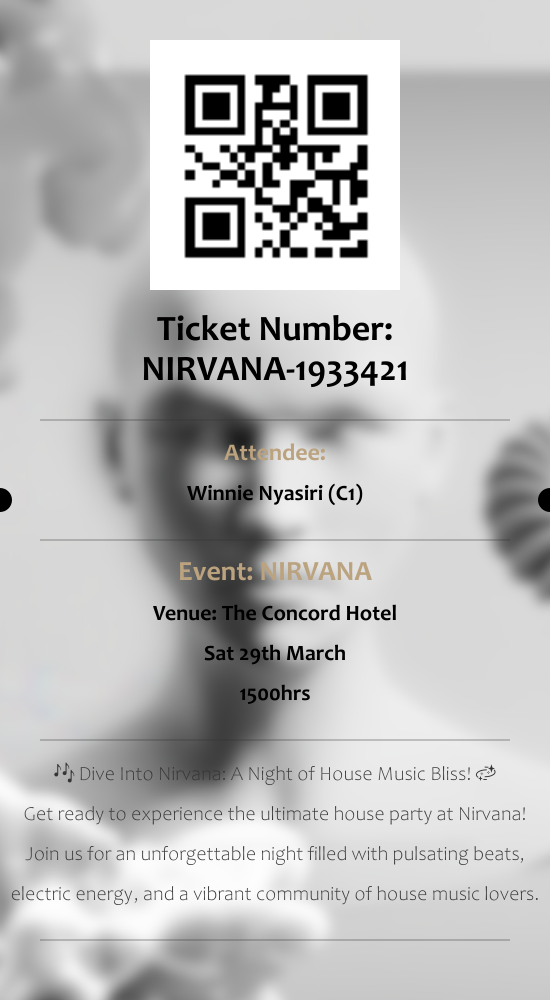 Ticket Number:
NIRVANA-1933421
Attendee:
Winnie Nyasiri (C1)
Event: NIRVANA
Venue: The Concord Hotel
Sat 29th March
1500hrs
🎶 Dive Into Nirvana: A Night of House Music Bliss! 💫
Get ready to experience the ultimate house party at Nirvana!
Join us for an unforgettable night filled with pulsating beats,
electric energy, and a vibrant community of house music lovers.